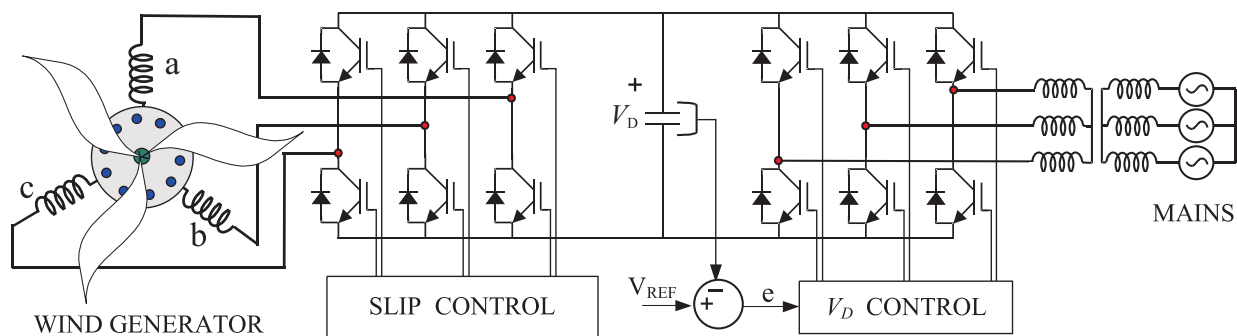 a
+
V_D
c
b
MAINS
V_REF
+
−
e
SLIP CONTROL
V_D CONTROL
WIND GENERATOR